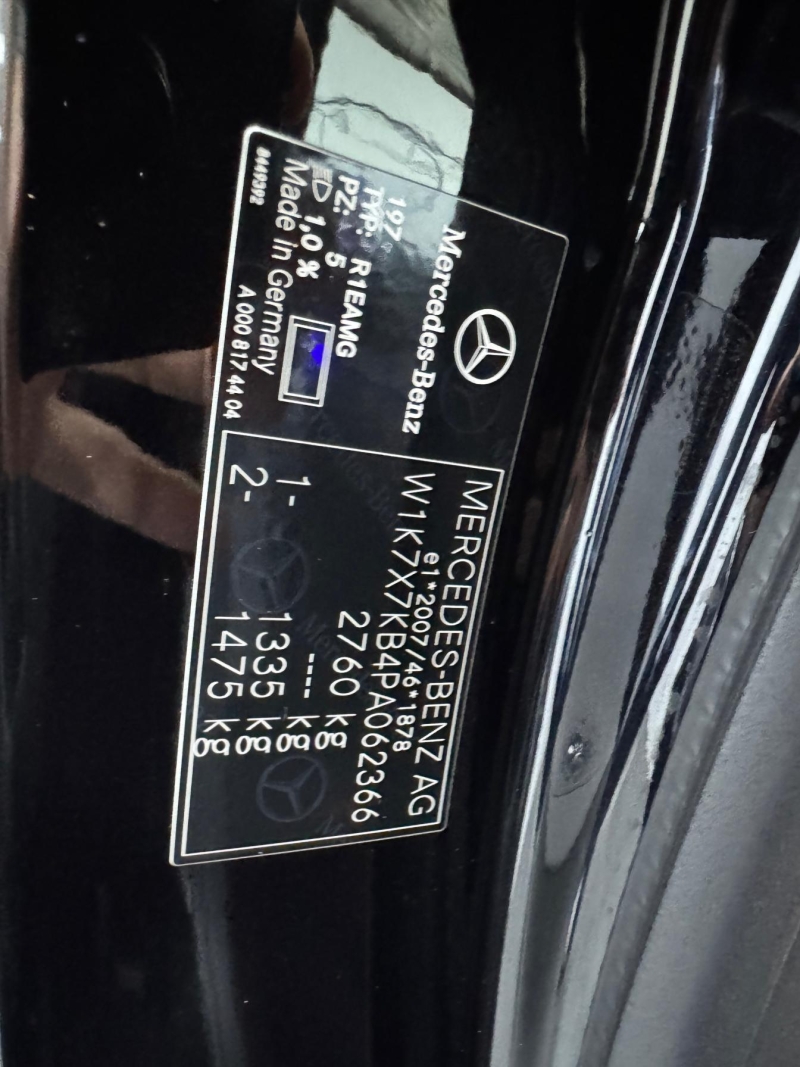 Mercedes-Benz
197
TYP: R1EAMG
PZ: 5
1,0 %
Made in Germany
8449392
A 000 817 44 04
MERCEDES-BENZ AG
e1*2007/46*1878
W1K7X7KB4PA062366
2760 kg
---- kg
1- 1335 kg
2- 1475 kg